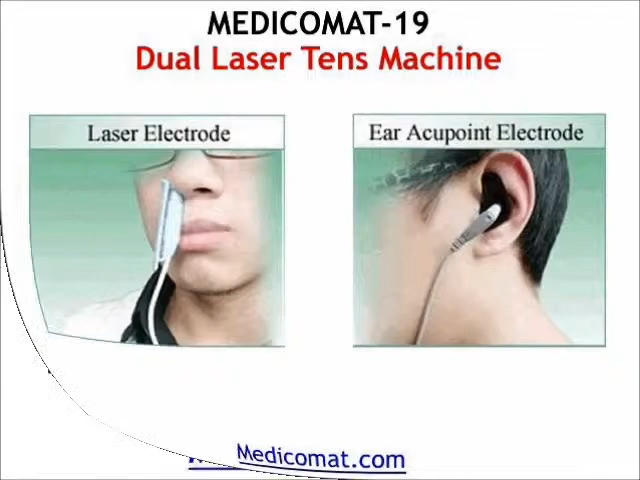 MEDICOMAT-19
Dual Laser Tens Machine
Laser Electrode
Ear Acupoint Electrode
Medicomat.com